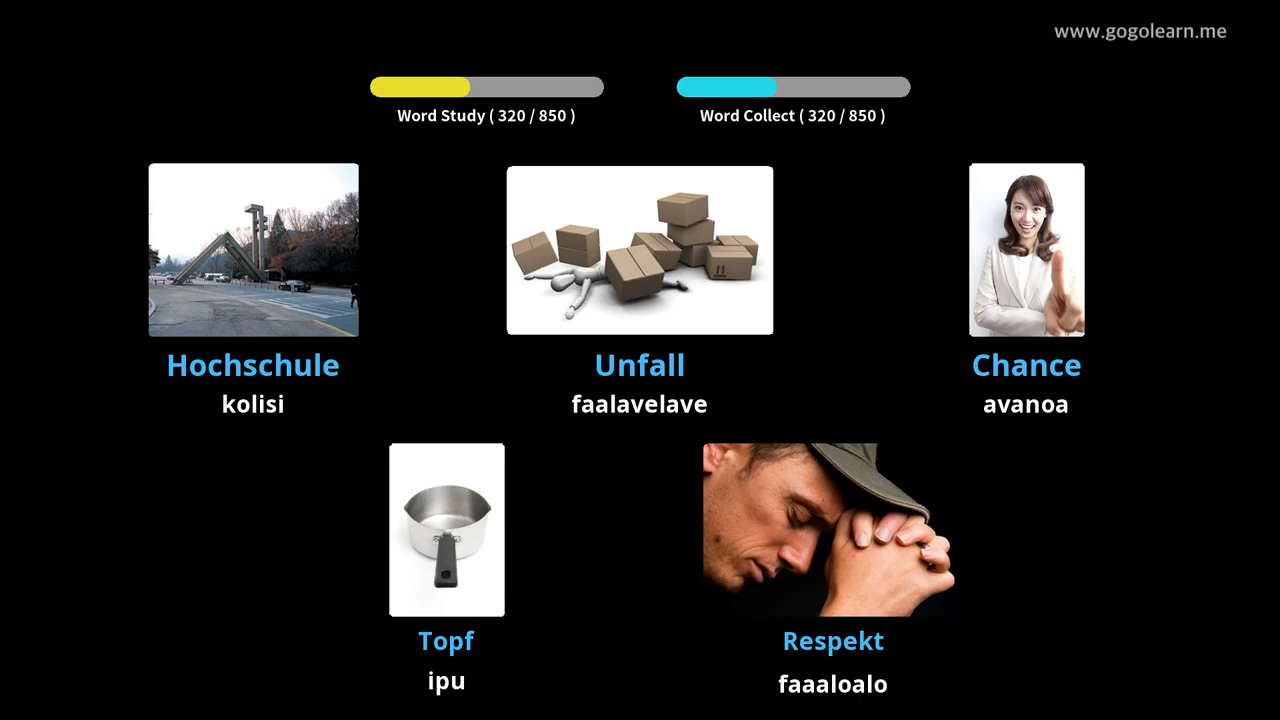 www.gogolearn.me
Word Study ( 320 / 850 )
Word Collect ( 320 / 850 )
Hochschule
kolisi
Unfall
faalavelave
Chance
avanoa
Topf
ipu
Respekt
faaaloalo